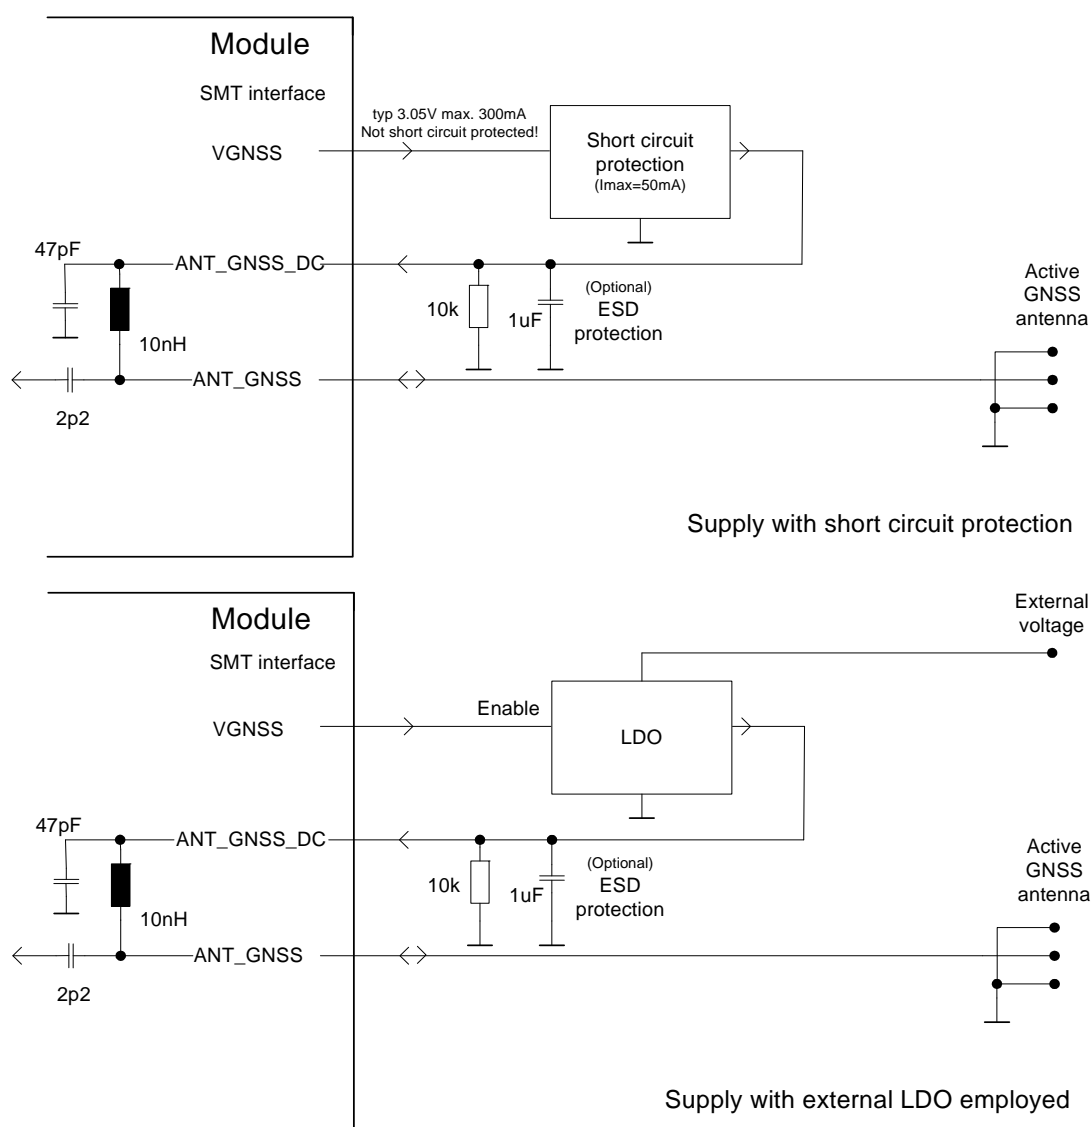 Module
SMT interface
typ 3.05V max. 300mA
Not short circuit protected!
VGNSS
Short circuit
protection
(Imax=50mA)
47pF
ANT_GNSS_DC
10k
1uF
(Optional)
ESD
protection
Active
GNSS
antenna
10nH
ANT_GNSS
2p2
Supply with short circuit protection
Module
SMT interface
External
voltage
VGNSS
Enable
LDO
47pF
ANT_GNSS_DC
10k
1uF
(Optional)
ESD
protection
Active
GNSS
antenna
10nH
ANT_GNSS
2p2
Supply with external LDO employed